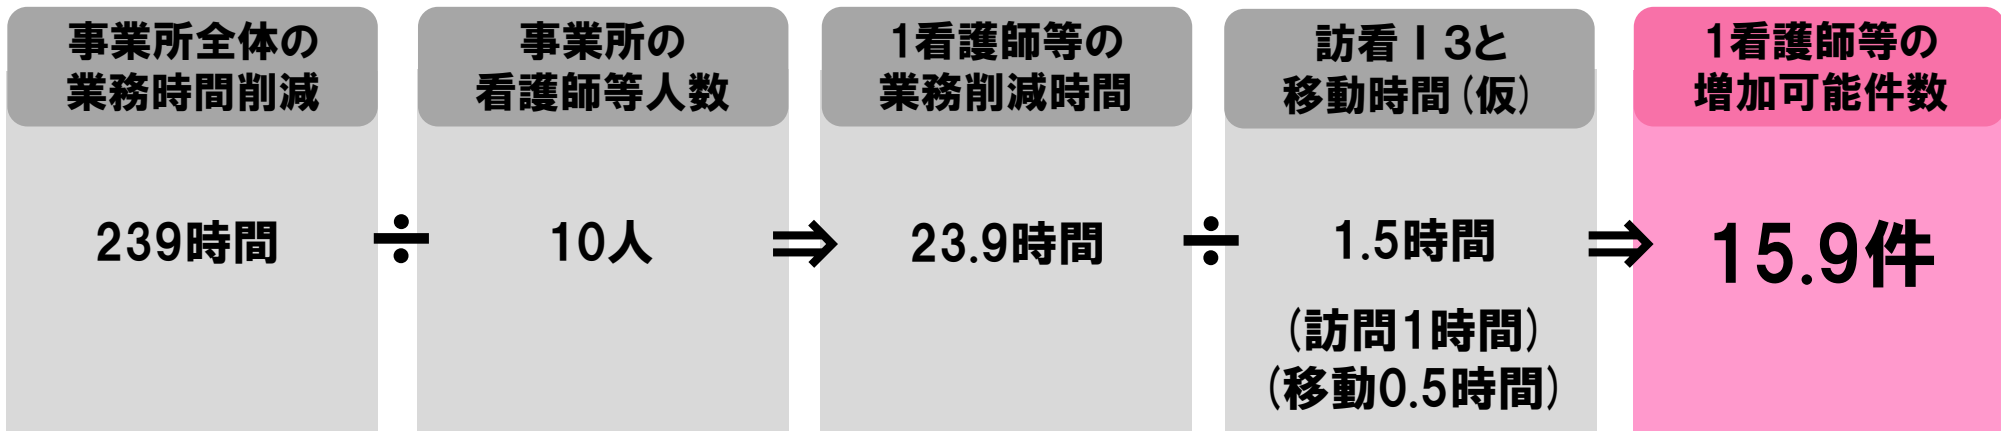 事業所全体の
業務時間削減
239時間
÷
事業所の
看護師等人数
10人
⇒
1看護師等の
業務削減時間
23.9時間
÷
訪看Ⅰ3と
移動時間(仮)
1.5時間
(訪問1時間)
(移動0.5時間)
⇒
1看護師等の
増加可能件数
15.9件